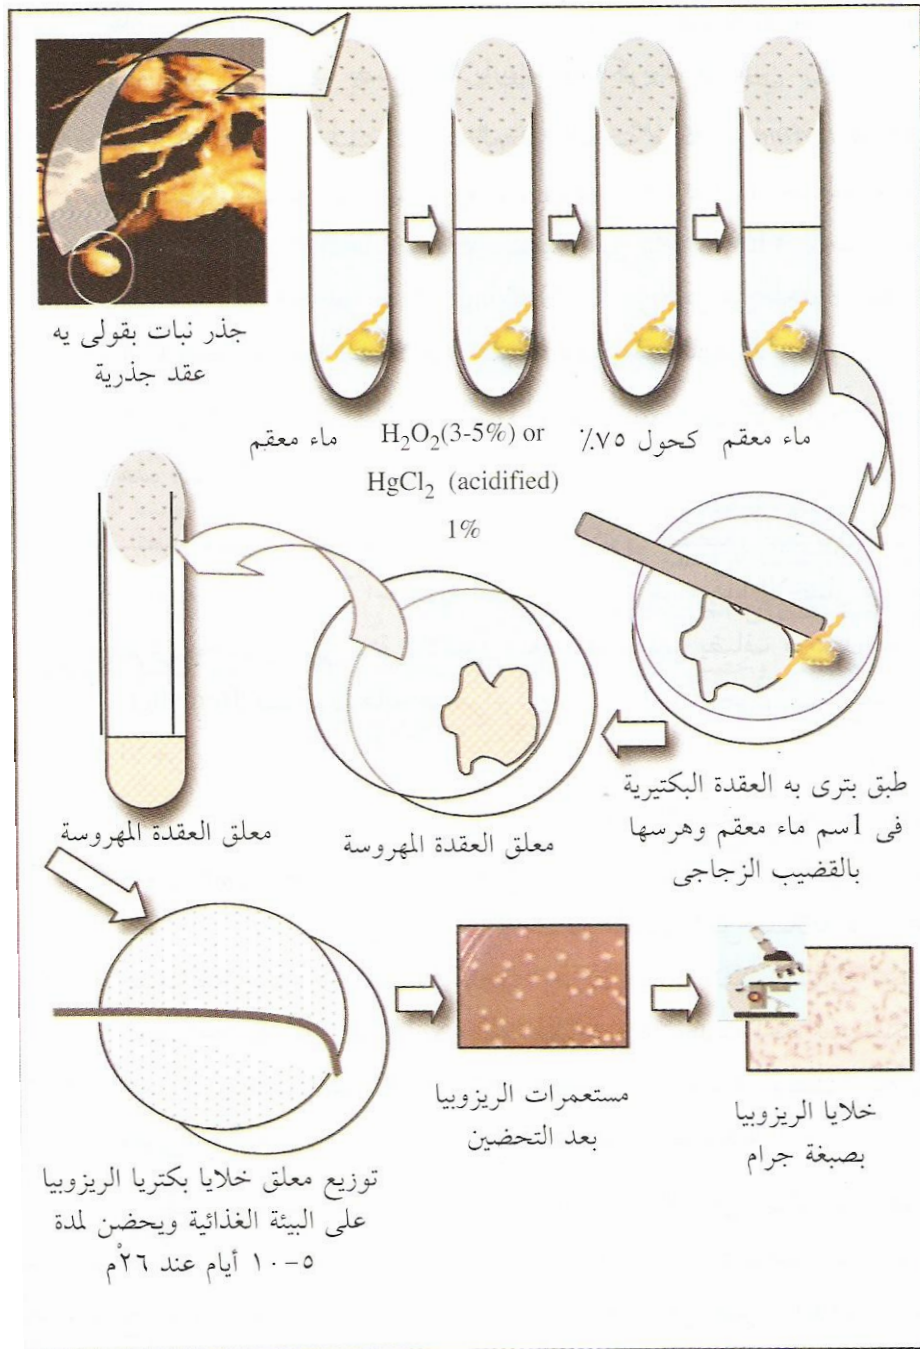 جذر نبات بقولى يه
عقد جذرية
ماء معقم
H₂O₂(3-5%) or
HgCl₂ (acidified)
1%
كحول ٧٥٪
ماء معقم
طبق بترى به العقدة البكتيرية
فى 1سم ماء معقم وهرسها
بالقضيب الزجاجى
معلق العقدة المهروسة
معلق العقدة المهروسة
توزيع معلق خلايا بكتريا الريزوبيا
على البيئة الغذائية ويحضن لمدة
٥-١٠ أيام عند ٢٦°م
مستعمرات الريزوبيا
بعد التحضين
خلايا الريزوبيا
بصبغة جرام